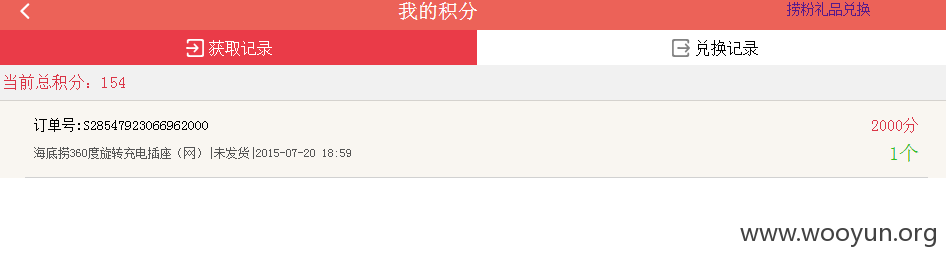 我的积分
捞粉礼品兑换
获取记录
兑换记录
当前总积分：154
订单号:S28547923066962000
2000分
海底捞360度旋转充电插座（网）|未发货|2015-07-20 18:59
1个
www.wooyun.org